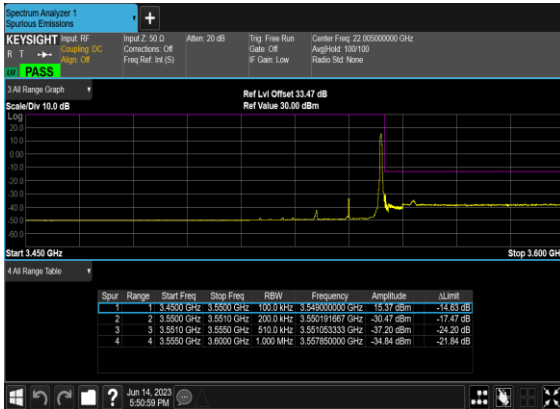 Spectrum Analyzer 1
Spurious Emissions
+
KEYSIGHT Input: RF Input Z: 50 Ω Atten: 20 dB Trig: Free Run Center Freq: 22.005000000 GHz
R T Coupling: DC Corrections: Off Gate: Off Avg|Hold: 100/100
Align: Off Freq Ref: Int (S) IF Gain: Low Radio Std: None
PASS
3 All Range Graph Ref Lvl Offset 33.47 dB
Scale/Div 10.0 dB Ref Value 30.00 dBm
Log
20.0
10.0
0.00
-10.0
-20.0
-30.0
-40.0
-50.0
-60.0
Start 3.450 GHz Stop 3.600 GH
4 All Range Table
Spur Range Start Freq Stop Freq RBW Frequency Amplitude ΔLimit
1 1 3.4500 GHz 3.5500 GHz 100.0 kHz 3.549000000 GHz 15.37 dBm -14.63 dB
2 2 3.5500 GHz 3.5510 GHz 200.0 kHz 3.550191667 GHz -30.47 dBm -17.47 dB
3 3 3.5510 GHz 3.5550 GHz 510.0 kHz 3.551053333 GHz -37.20 dBm -24.20 dB
4 4 3.5550 GHz 3.6000 GHz 1.000 MHz 3.557850000 GHz -34.84 dBm -21.84 dB
? Jun 14, 2023
5:50:59 PM